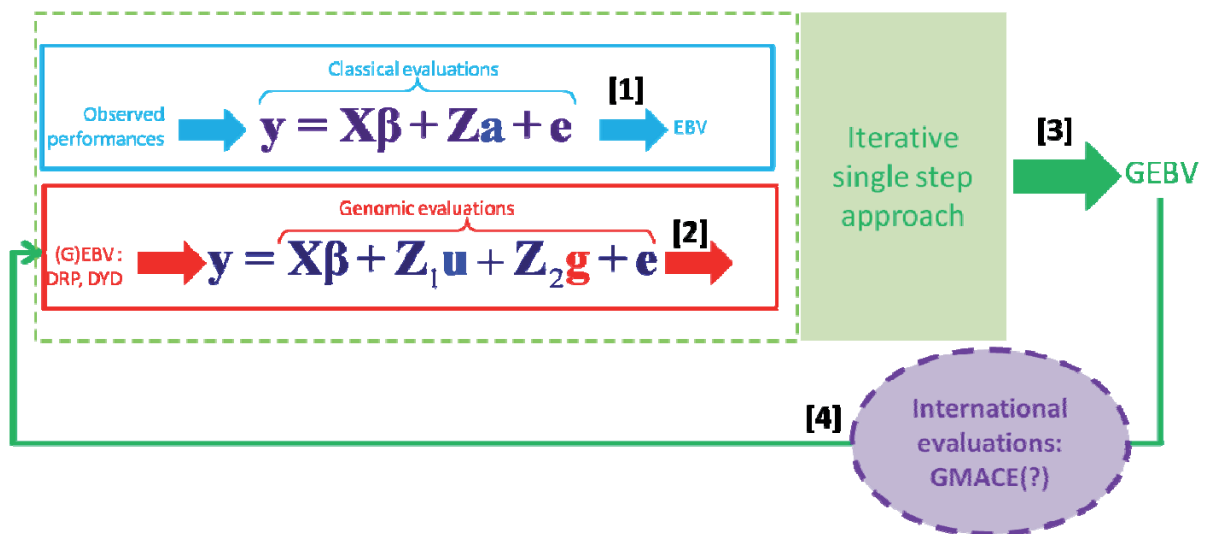 Classical evaluations
[1]
Observed
performances
y = Xβ + Za + e
EBV
Genomic evaluations
[2]
(G)EBV :
DRP, DYD
y = Xβ + Z₁u + Z₂g + e
Iterative
single step
approach
[3]
GEBV
[4]
International
evaluations:
GMACE(?)